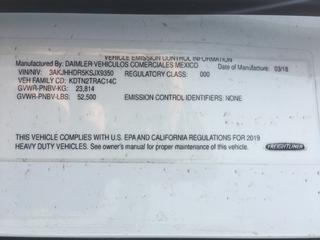 VEHICLE EMISSION CONTROL INFORMATION
Manufactured By: DAIMLER VEHICULOS COMERCIALES MEXICO Date of Manufactur 03/18
VIN/NIV: 3AKJHHDR5KSJX9350 REGULATORY CLASS: 000
VEH FAMILY CD: KDTN2TRAC14C
GVWR-PNBV-KG: 23,814
GVWR-PNBV-LBS: 52,500 EMISSION CONTROL IDENTIFIERS: NONE
THIS VEHICLE COMPLIES WITH U.S. EPA AND CALIFORNIA REGULATIONS FOR 2019
HEAVY DUTY VEHICLES. See owner's manual for proper maintenance of this vehicle. FREIGHTLINER